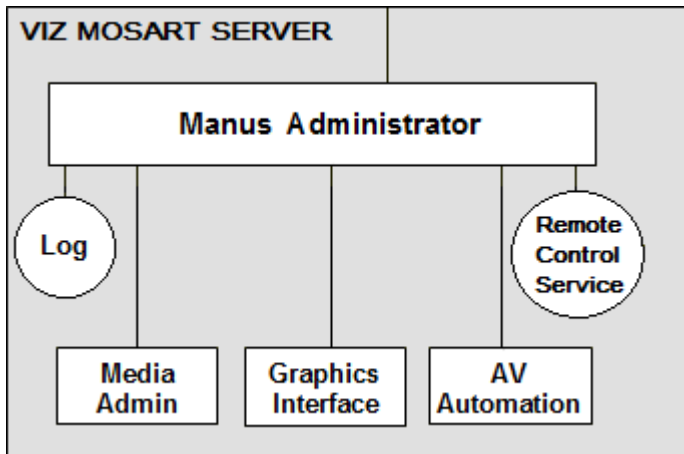 VIZ MOSART SERVER
Manus Administrator
Log
Remote
Control
Service
Media
Admin
Graphics
Interface
AV
Automation